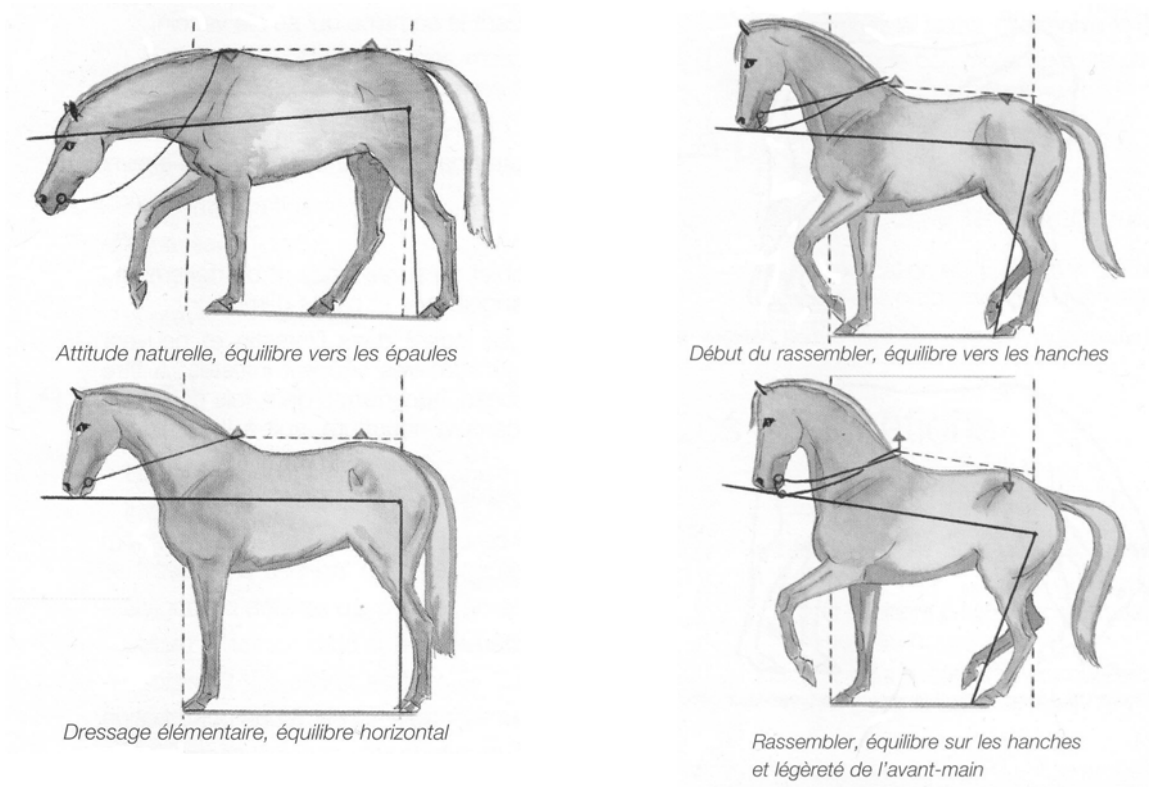 Attitude naturelle, équilibre vers les épaules
Début du rassembler, équilibre vers les hanches
Dressage élémentaire, équilibre horizontal
Rassembler, équilibre sur les hanches
et légèreté de l'avant-main